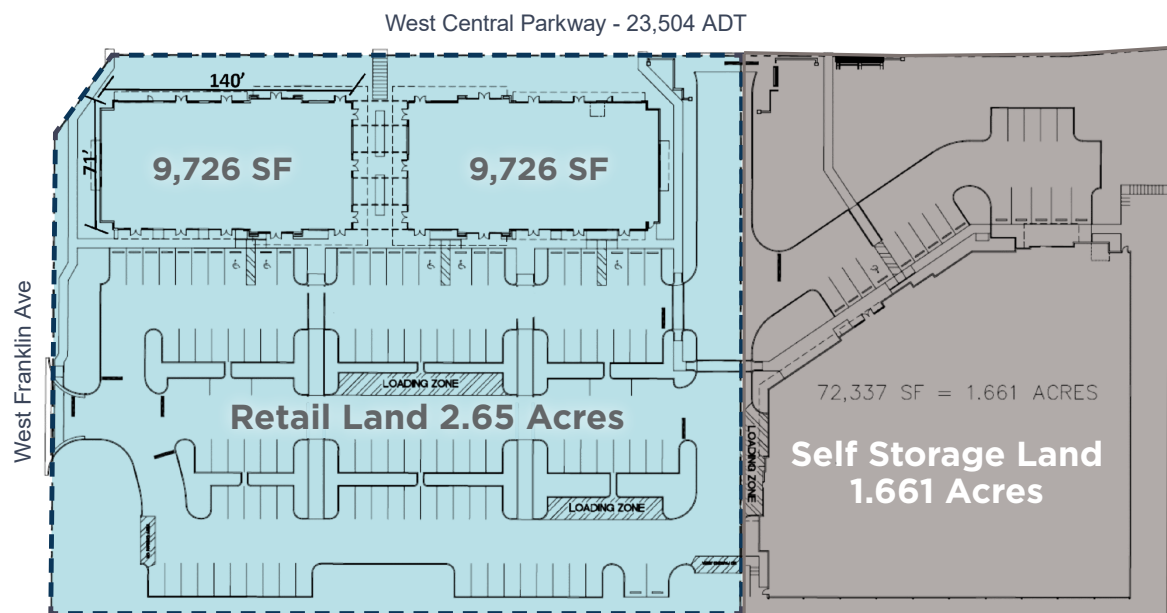 West Central Parkway - 23,504 ADT
140'
71'
9,726 SF
9,726 SF
West Franklin Ave
LOADING ZONE
Retail Land 2.65 Acres
LOADING ZONE
LOADING ZONE
72,337 SF = 1.661 ACRES
Self Storage Land
1.661 Acres